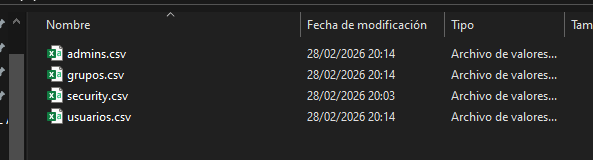 Nombre Fecha de modificación Tipo Tam
admins.csv 28/02/2026 20:14 Archivo de valores...
grupos.csv 28/02/2026 20:14 Archivo de valores...
security.csv 28/02/2026 20:03 Archivo de valores...
usuarios.csv 28/02/2026 20:14 Archivo de valores...